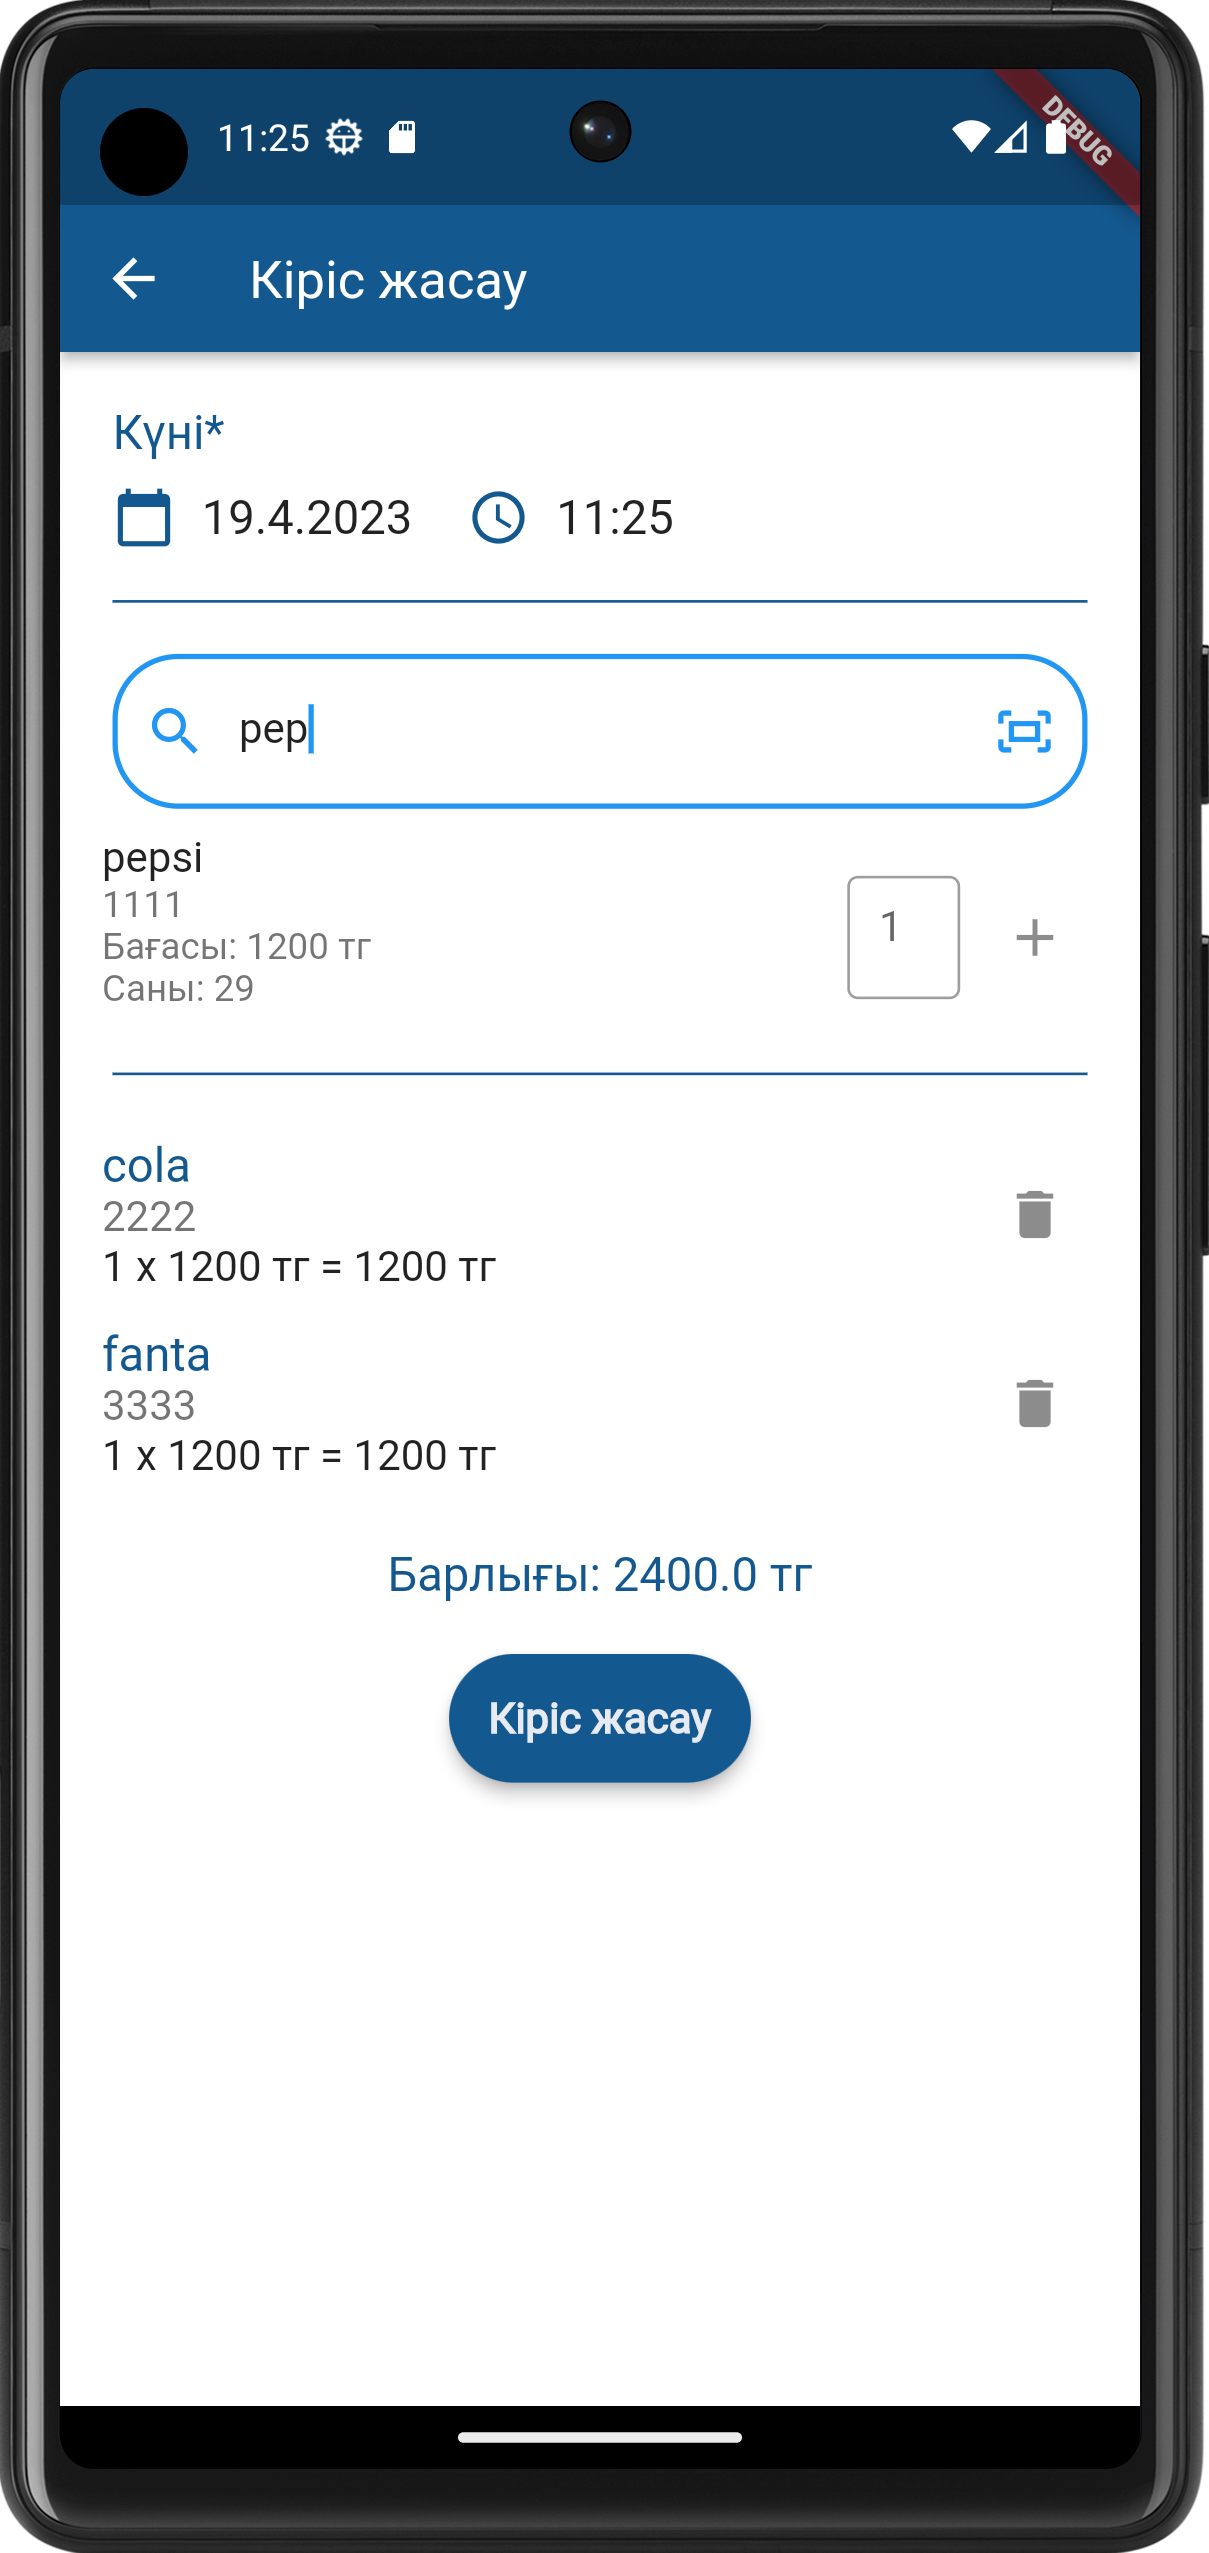 11:25
DEBUG
Кіріс жасау
Күні*
19.4.2023 11:25
pep
pepsi
1111
Бағасы: 1200 тг
Саны: 29
1
cola
2222
1 x 1200 тг = 1200 тг
fanta
3333
1 x 1200 тг = 1200 тг
Барлығы: 2400.0 тг
Кіріс жасау